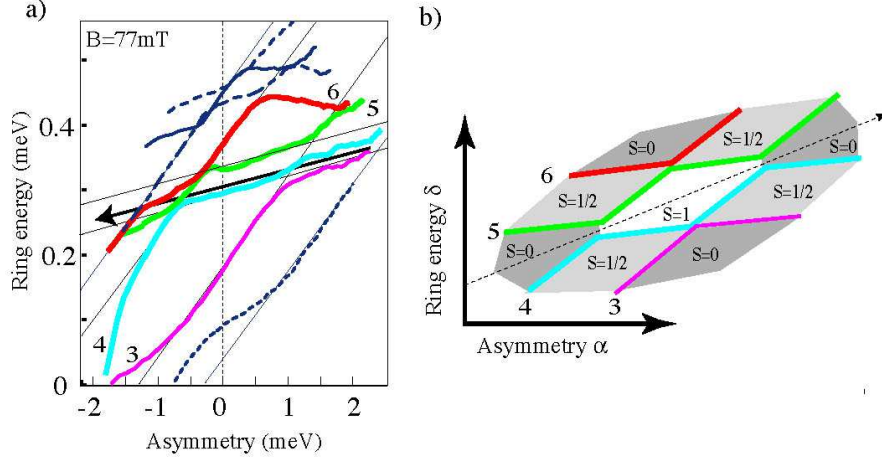 a)
B=77mT
Ring energy (meV)
0.4
0.2
0
-2
-1
0
1
2
Asymmetry (meV)
6
5
4
3
b)
Ring energy δ
Asymmetry α
S=0
S=1/2
S=0
6
S=1/2
S=1
S=1/2
5
S=0
S=1/2
S=0
4
3